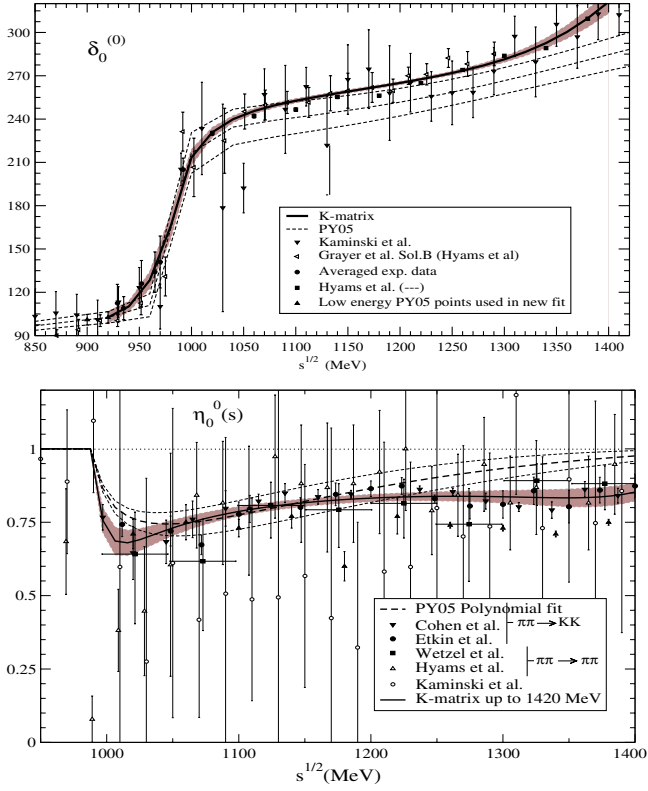 δ₀⁽⁰⁾
300
270
240
210
180
150
120
90
K-matrix
PY05
Kaminski et al.
Grayer et al. Sol.B (Hyams et al)
Averaged exp. data
Hyams et al. (---)
Low energy PY05 points used in new fit
850 900 950 1000 1050 1100 1150 1200 1250 1300 1350 1400
s^1/2 (MeV)
η₀⁰(s)
1
0.75
0.5
0.25
0
PY05 Polynomial fit
Cohen et al.
Etkin et al.
ππ→KK
Wetzel et al.
Hyams et al.
ππ→ππ
Kaminski et al.
K-matrix up to 1420 MeV
1000 1100 1200 1300 1400
s^1/2(MeV)